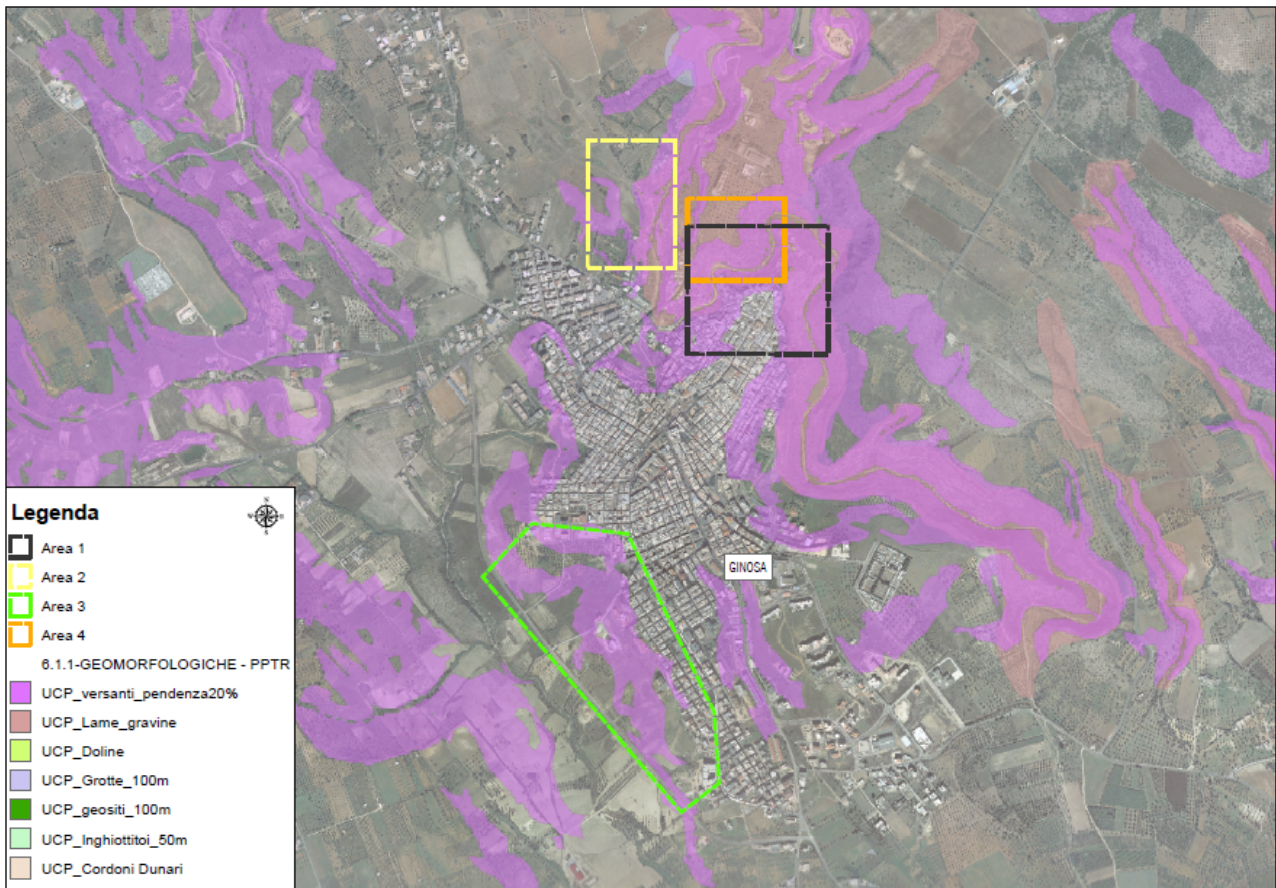 GINOSA
Legenda
Area 1
Area 2
Area 3
Area 4
6.1.1-GEOMORFOLOGICHE - PPTR
UCP_versanti_pendenza20%
UCP_Lame_gravine
UCP_Doline
UCP_Grotte_100m
UCP_geositi_100m
UCP_Inghiottitoi_50m
UCP_Cordoni Dunari